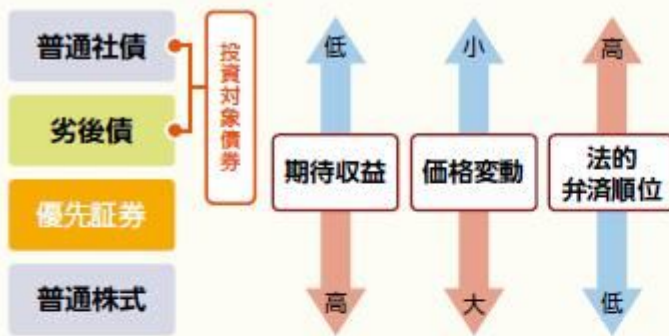 普通社債
劣後債
優先証券
普通株式
投資対象債券
低
期待収益
高
小
価格変動
大
高
法的
弁済順位
低